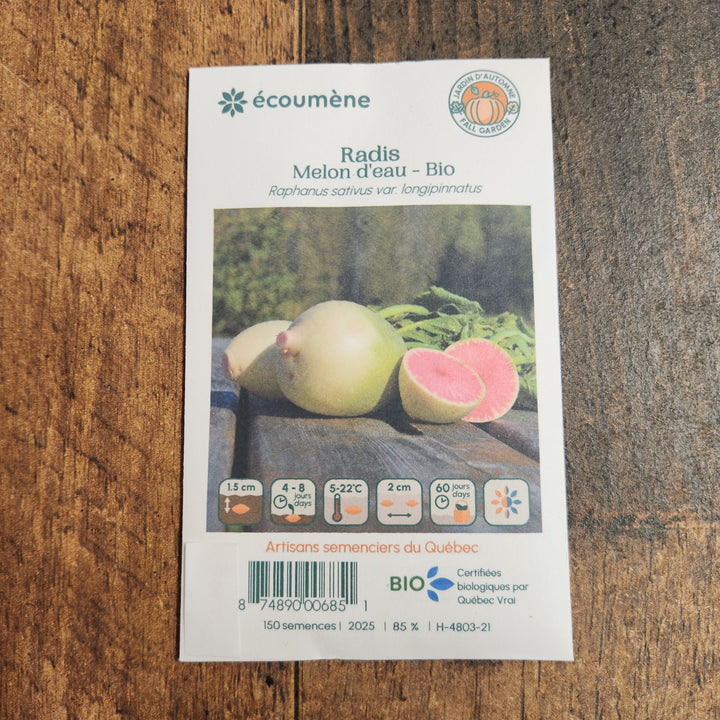 écoumène
JARDIN D'AUTOMNE
FALL GARDEN
Radis
Melon d'eau - Bio
Raphanus sativus var. longipinnatus
1.5 cm
4 - 8 jours days
5-22°C
2 cm
60 jours days
Artisans semenciers du Québec
8 74890 00685 1
BIO
Certifiées
biologiques par
Québec Vrai
150 semences | 2025 | 85 % | H-4803-21